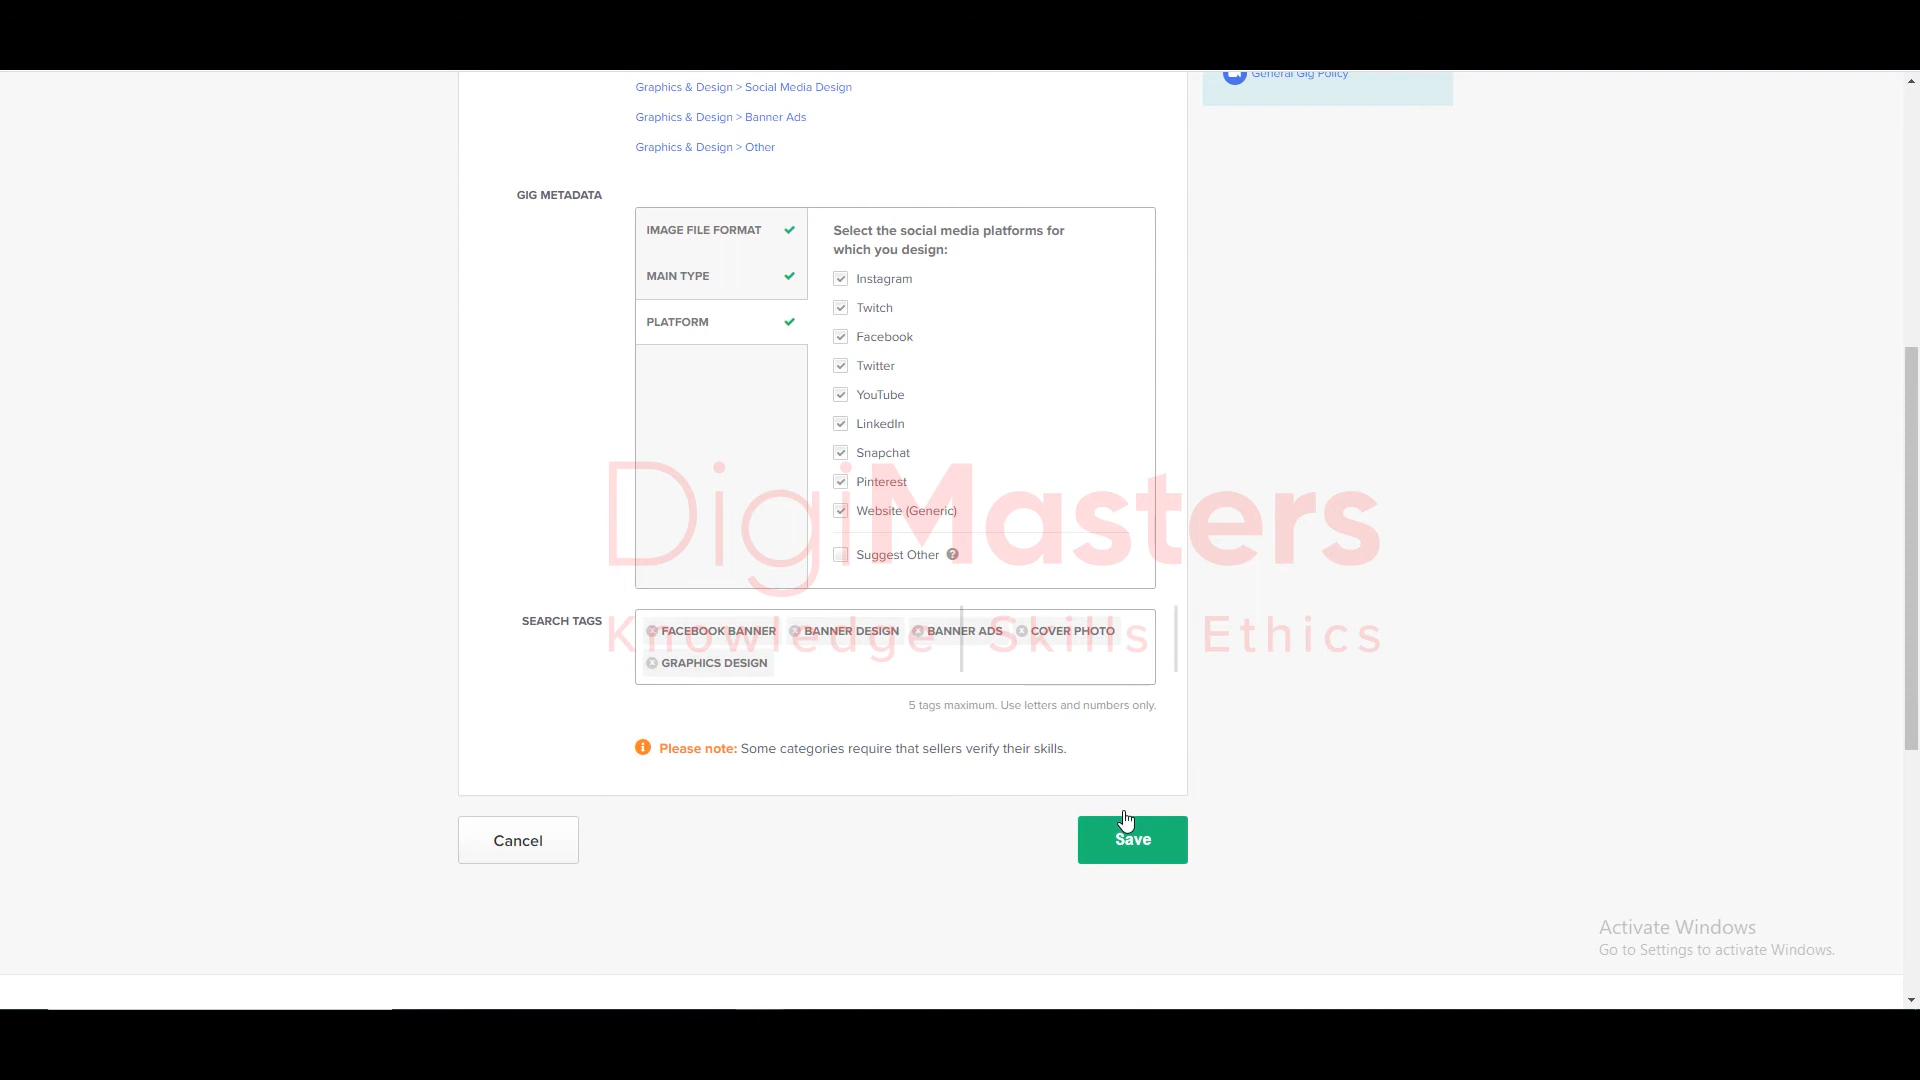 General Gig Policy
Graphics & Design > Social Media Design
Graphics & Design > Banner Ads
Graphics & Design > Other
GIG METADATA
IMAGE FILE FORMAT
MAIN TYPE
PLATFORM
Select the social media platforms for
which you design:
Instagram
Twitch
Facebook
Twitter
YouTube
LinkedIn
Snapchat
Pinterest
Website (Generic)
Suggest Other
DigiMasters
Knowledge | Skills | Ethics
SEARCH TAGS
FACEBOOK BANNER BANNER DESIGN BANNER ADS COVER PHOTO
GRAPHICS DESIGN
5 tags maximum. Use letters and numbers only.
Please note: Some categories require that sellers verify their skills.
Cancel
Save
Activate Windows
Go to Settings to activate Windows.